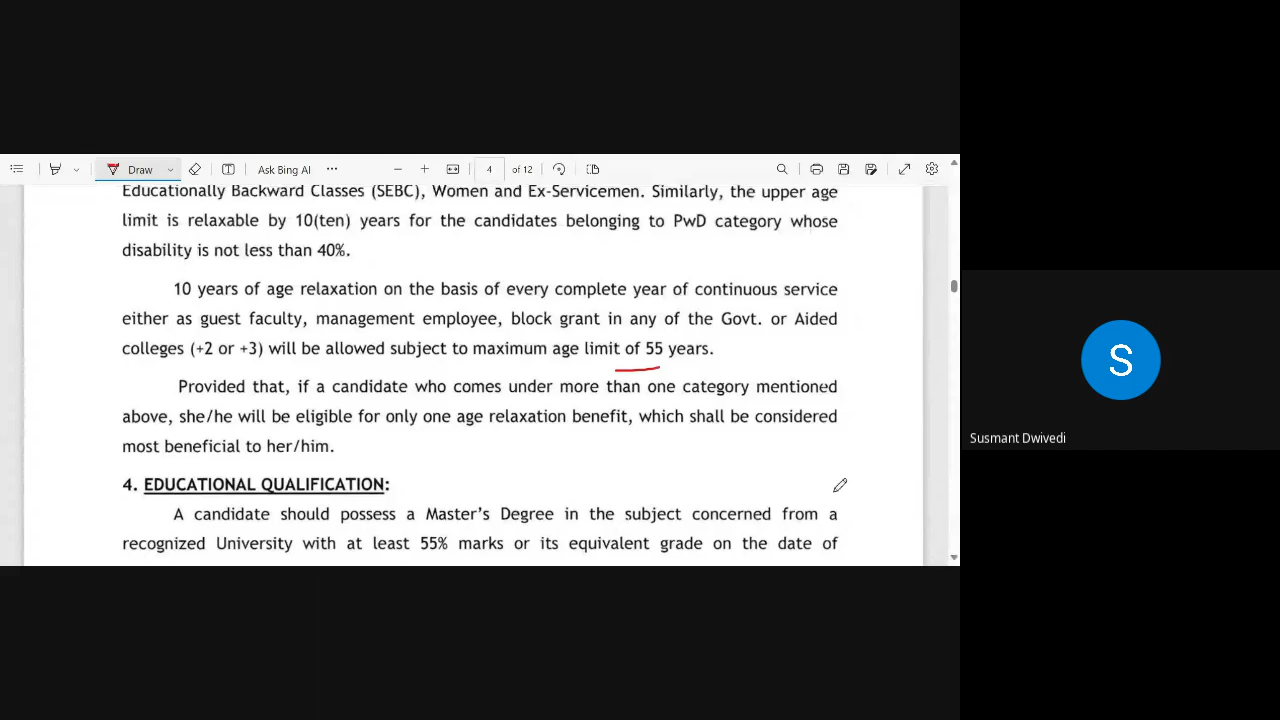 Draw
Ask Bing AI
4 of 12
Educationally Backward Classes (SEBC), Women and Ex-Servicemen. Similarly, the upper age
limit is relaxable by 10(ten) years for the candidates belonging to PwD category whose
disability is not less than 40%.
10 years of age relaxation on the basis of every complete year of continuous service
either as guest faculty, management employee, block grant in any of the Govt. or Aided
colleges (+2 or +3) will be allowed subject to maximum age limit of 55 years.
Provided that, if a candidate who comes under more than one category mentioned
above, she/he will be eligible for only one age relaxation benefit, which shall be considered
most beneficial to her/him.
4. EDUCATIONAL QUALIFICATION:
A candidate should possess a Master's Degree in the subject concerned from a
recognized University with at least 55% marks or its equivalent grade on the date of
S
Susmant Dwivedi